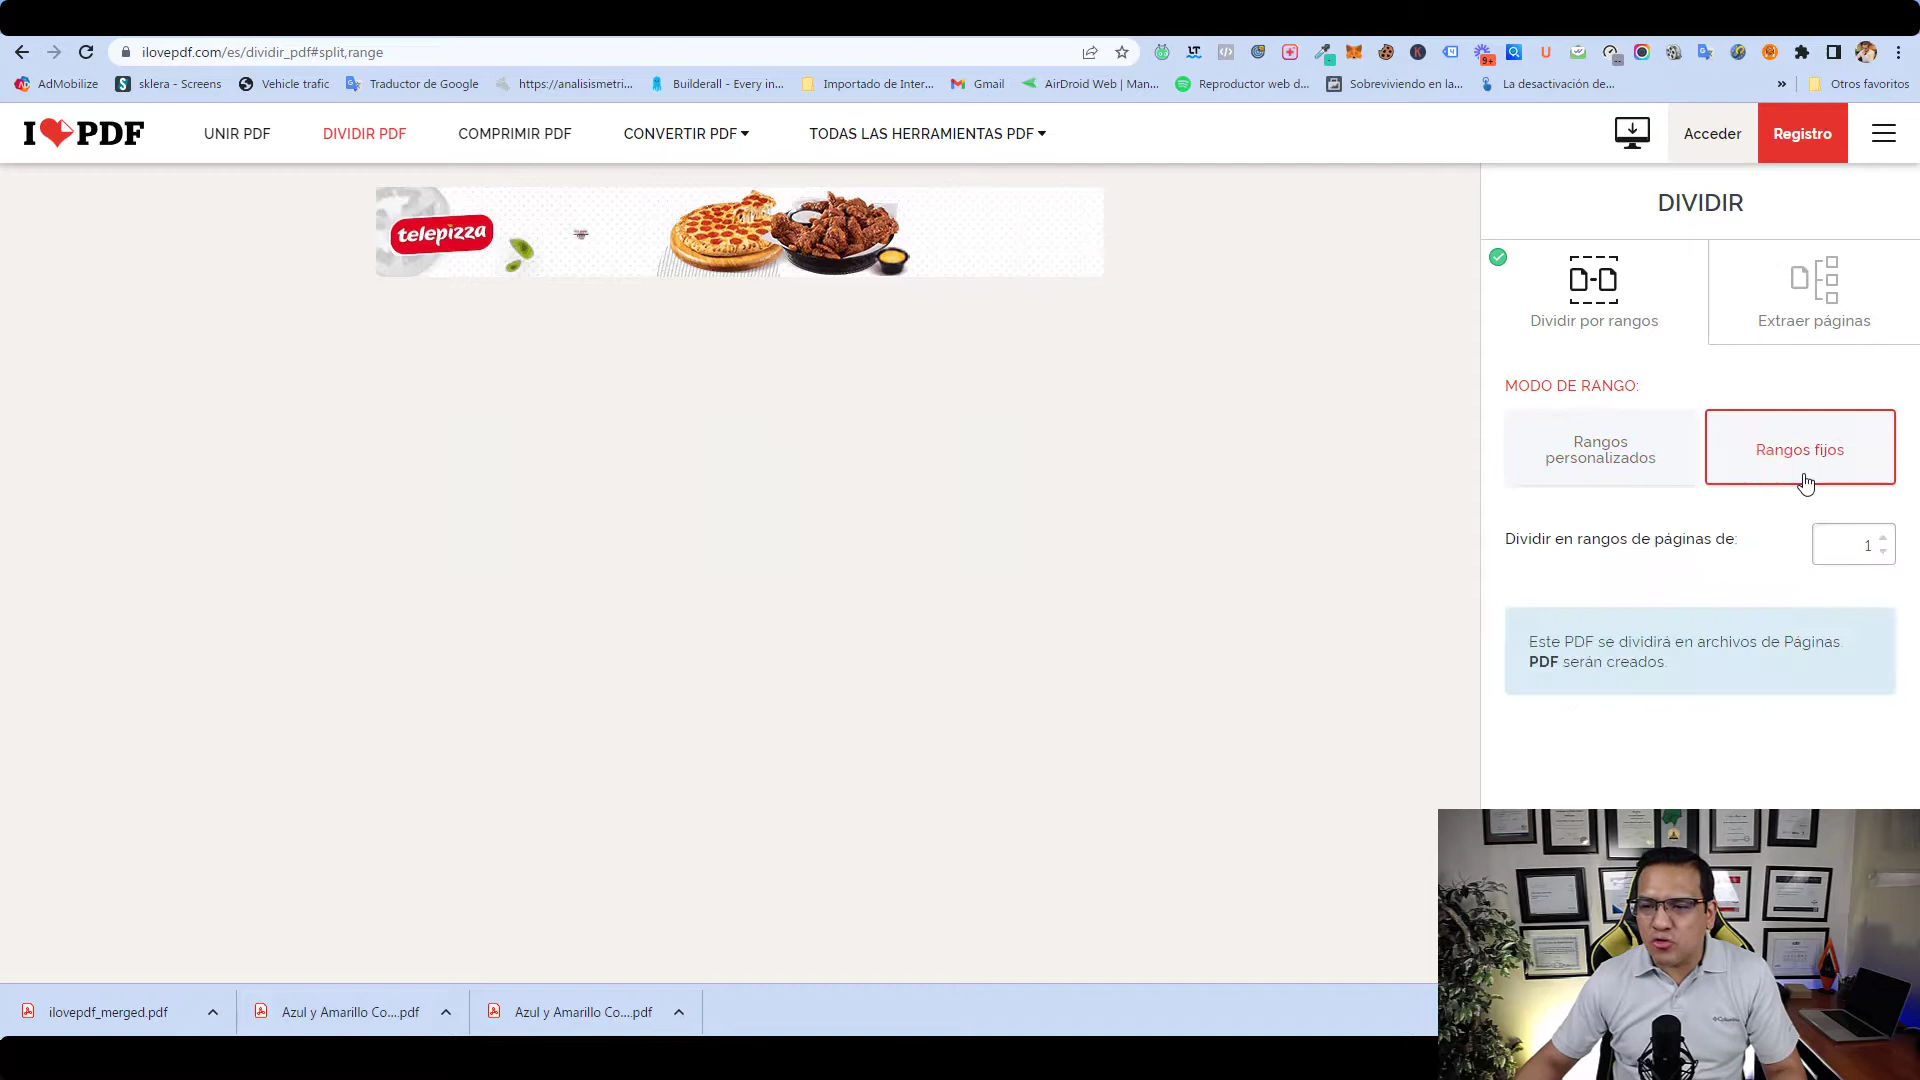 ilovepdf.com/es/dividir_pdf#split,range
9+
AdMobilize
sklera - Screens
Vehicle trafic
Traductor de Google
https://analisismetri...
Builderall - Every in...
Importado de Inter...
Gmail
AirDroid Web | Man...
Reproductor web d...
Sobreviviendo en la...
La desactivación de...
»
Otros favoritos
I PDF
UNIR PDF
DIVIDIR PDF
COMPRIMIR PDF
CONVERTIR PDF
TODAS LAS HERRAMIENTAS PDF
Acceder
Registro
telepizza
DIVIDIR
Dividir por rangos
Extraer páginas
MODO DE RANGO:
Rangos
personalizados
Rangos fijos
Dividir en rangos de páginas de:
1
Este PDF se dividirá en archivos de Páginas.
PDF serán creados.
ilovepdf_merged.pdf
Azul y Amarillo Co....pdf
Azul y Amarillo Co....pdf
Columbia